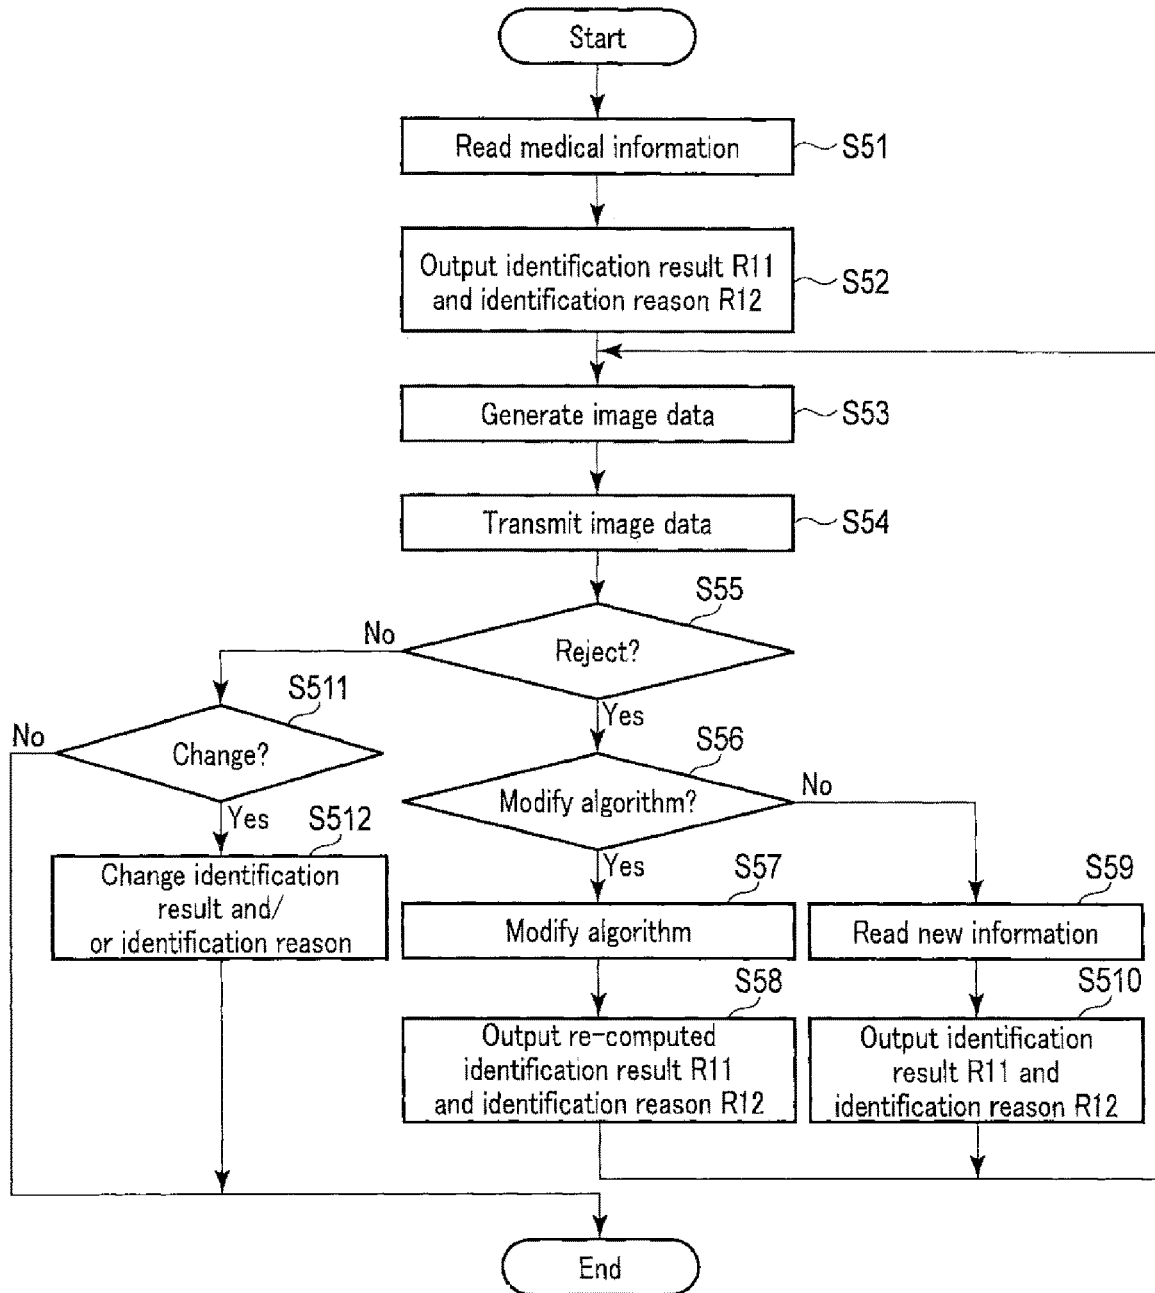 Start
Read medical information
S51
Output identification result R11
and identification reason R12
S52
Generate image data
S53
Transmit image data
S54
S55
Reject?
No
Yes
S511
Change?
No
Yes
S56
Modify algorithm?
No
Yes
S512
Change identification
result and/
or identification reason
S57
Modify algorithm
S59
Read new information
S58
Output re-computed
identification result R11
and identification reason R12
S510
Output identification
result R11 and
identification reason R12
End